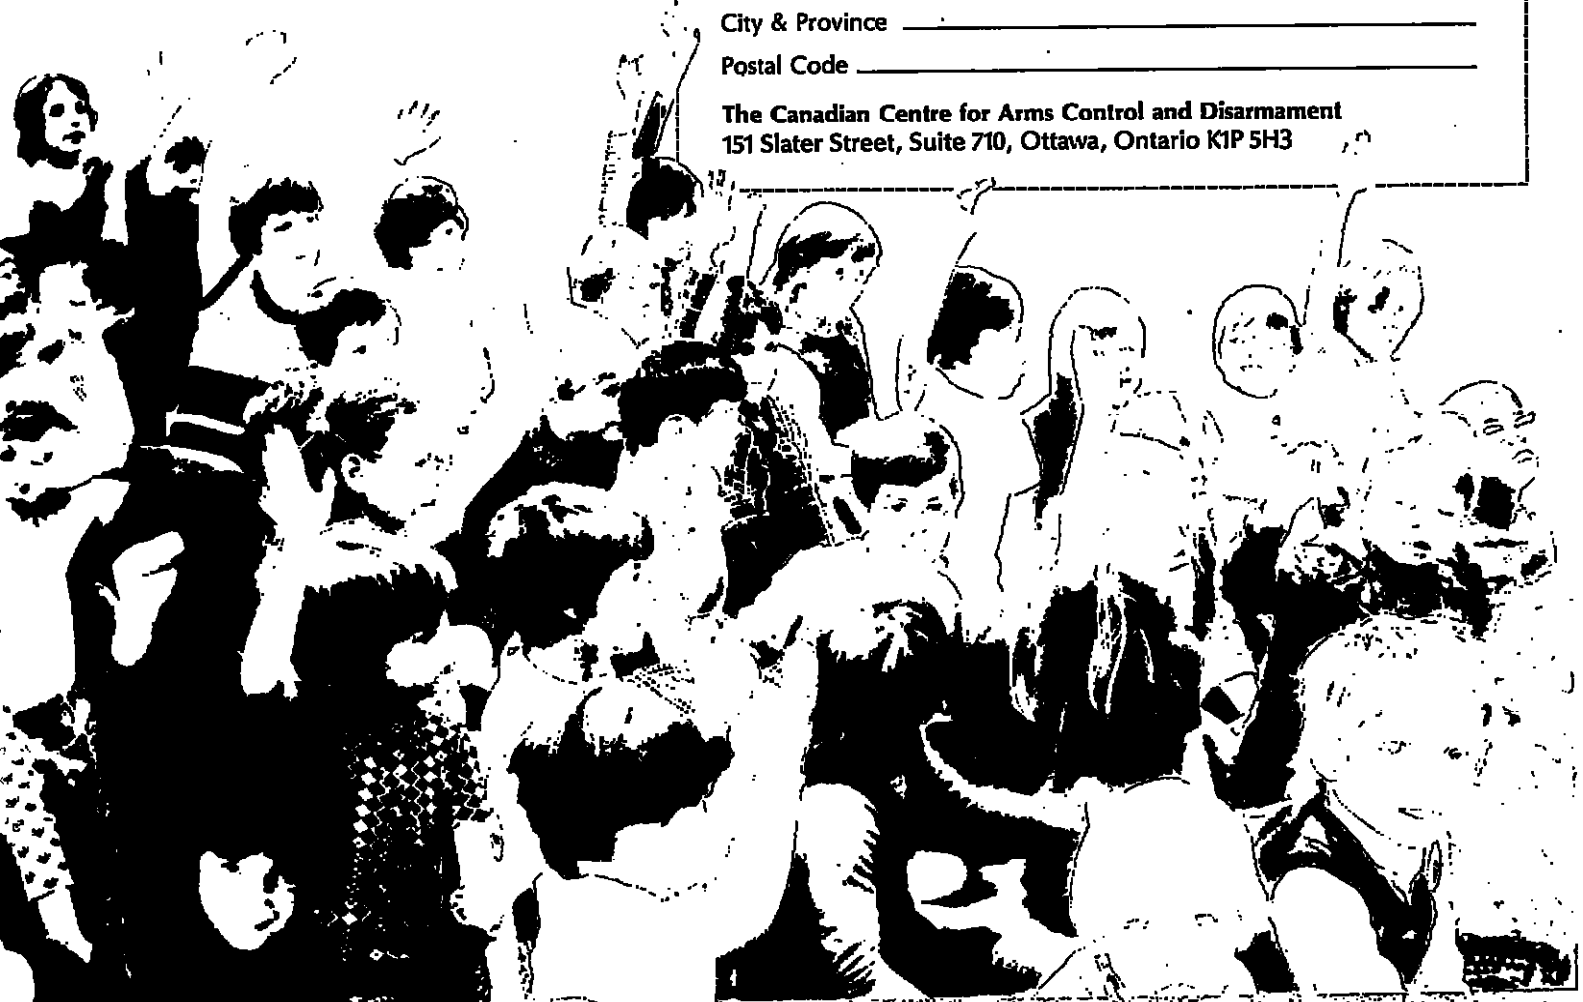 City & Province
Postal Code
The Canadian Centre for Arms Control and Disarmament
151 Slater Street, Suite 710, Ottawa, Ontario K1P 5H3